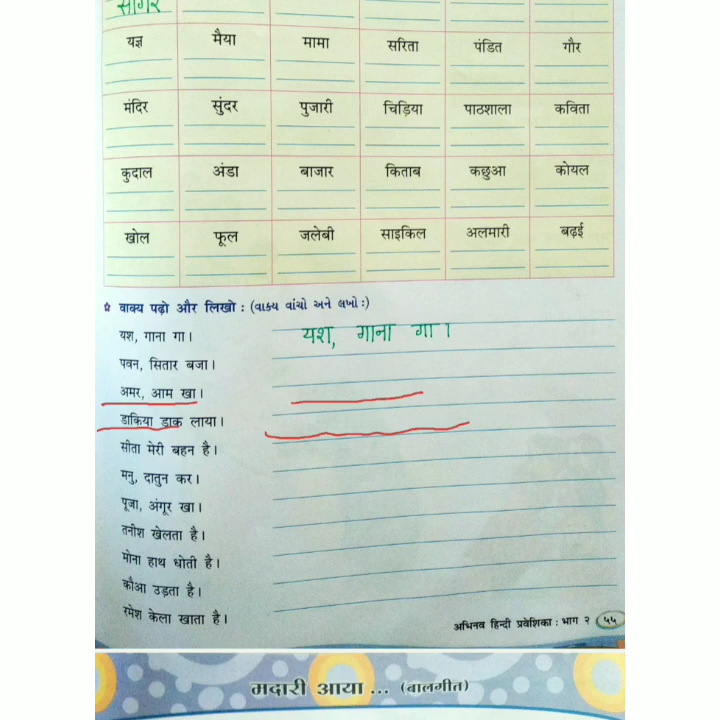 सागर
यज्ञ मैया मामा सरिता पंडित गौर
मंदिर सुंदर पुजारी चिड़िया पाठशाला कविता
कुदाल अंडा बाजार किताब कछुआ कोयल
खोल फूल जलेबी साइकिल अलमारी बढ़ई
✡ वाक्य पढ़ो और लिखो : (વાક્ય વાંચો અને લખો :)
यश, गाना गा। यश, गाना गा।
पवन, सितार बजा।
अमर, आम खा।
डाकिया डाक लाया।
सीता मेरी बहन है।
मनु, दातुन कर।
पूजा, अंगूर खा।
तनीश खेलता है।
मोना हाथ धोती है।
कौआ उड़ता है।
रमेश केला खाता है।
अभिनव हिन्दी प्रवेशिका : भाग २ ५५
मदारी आया ... (बालगीत)